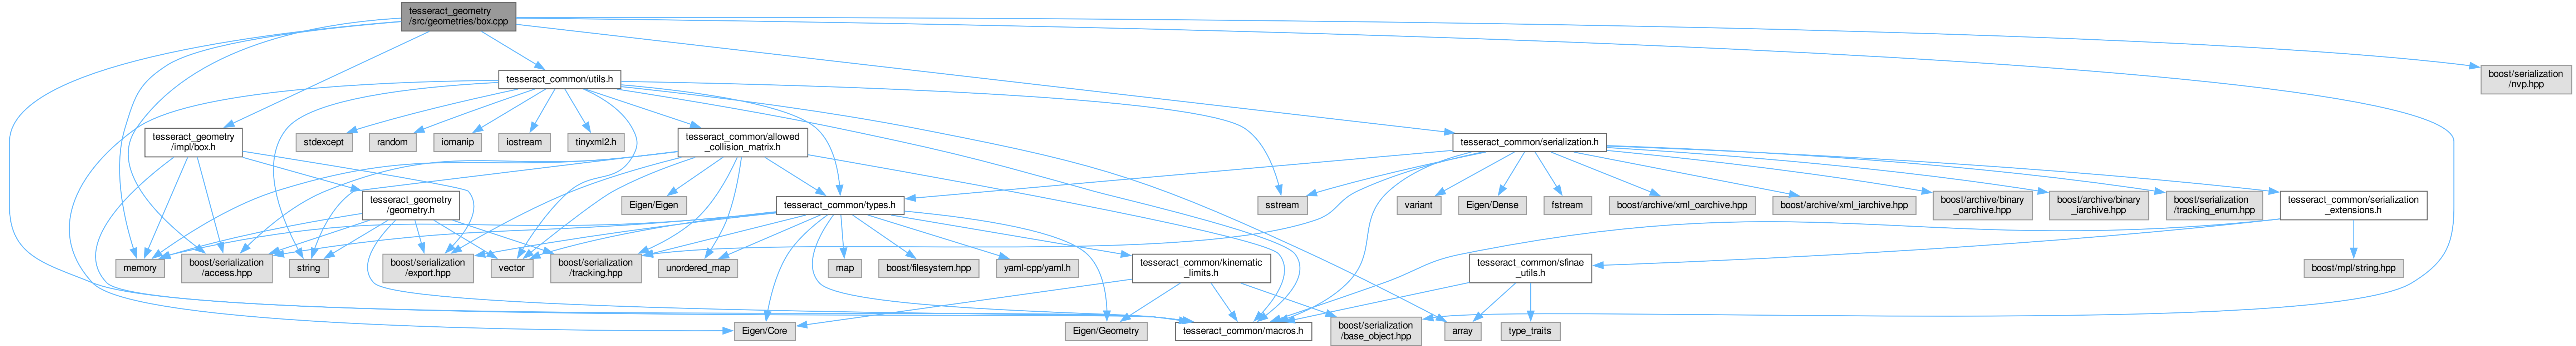 tesseract_geometry
/src/geometries/box.cpp
tesseract_common/utils.h
boost/serialization
/nvp.hpp
tesseract_geometry
/impl/box.h
stdexcept
random
iomanip
iostream
tinyxml2.h
tesseract_common/allowed
_collision_matrix.h
tesseract_common/serialization.h
tesseract_geometry
/geometry.h
Eigen/Eigen
tesseract_common/types.h
sstream
variant
Eigen/Dense
fstream
boost/archive/xml_oarchive.hpp
boost/archive/xml_iarchive.hpp
boost/archive/binary
_oarchive.hpp
boost/archive/binary
_iarchive.hpp
boost/serialization
/tracking_enum.hpp
tesseract_common/serialization
_extensions.h
memory
boost/serialization
/access.hpp
string
boost/serialization
/export.hpp
vector
boost/serialization
/tracking.hpp
unordered_map
map
boost/filesystem.hpp
yaml-cpp/yaml.h
tesseract_common/kinematic
_limits.h
tesseract_common/sfinae
_utils.h
boost/mpl/string.hpp
Eigen/Core
Eigen/Geometry
tesseract_common/macros.h
boost/serialization
/base_object.hpp
array
type_traits